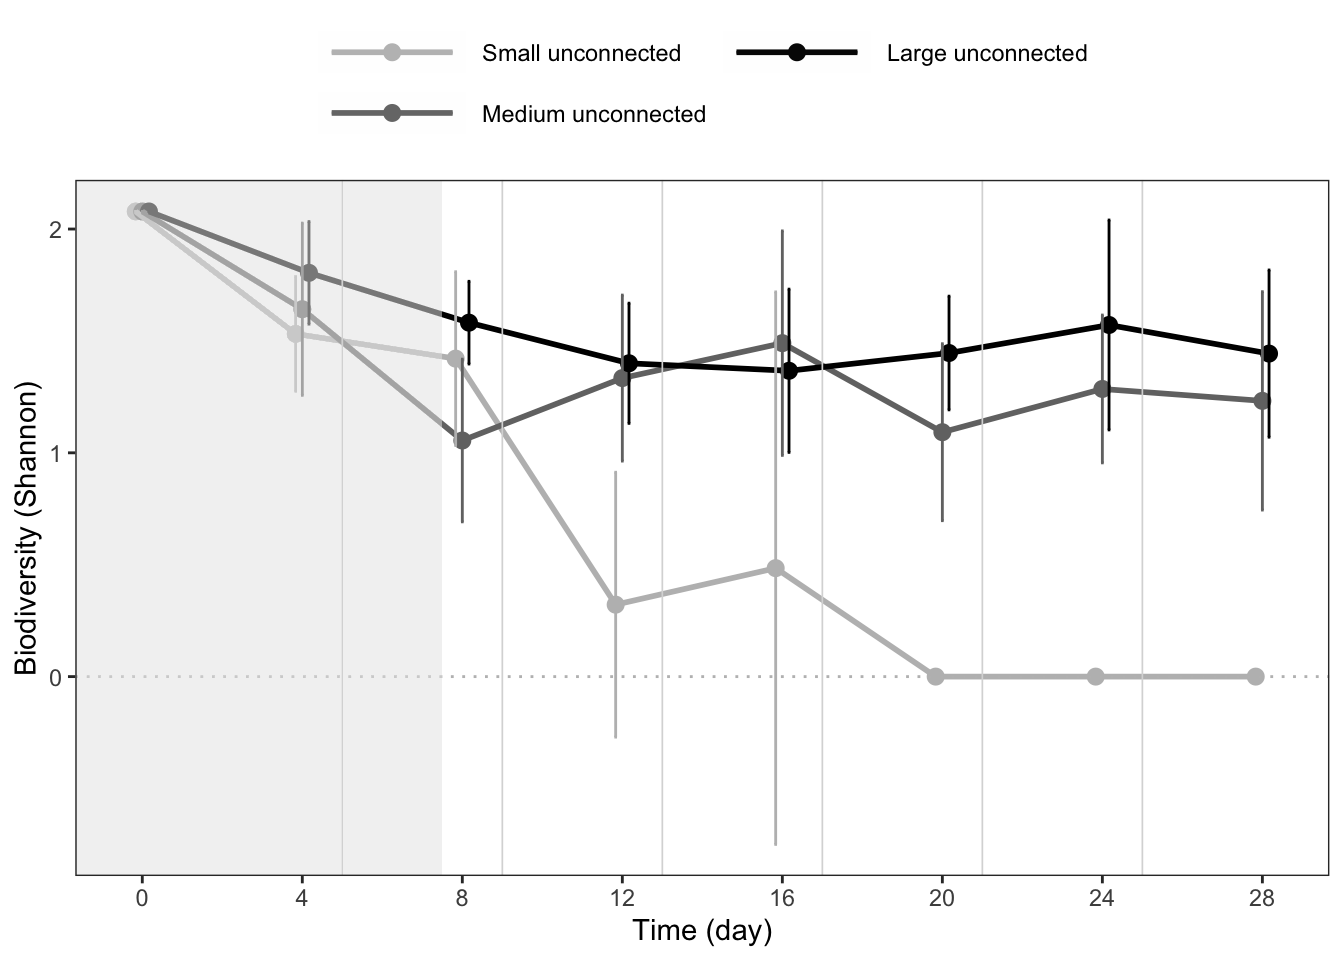 Small unconnected
Large unconnected
Medium unconnected
Biodiversity (Shannon)
2
1
0
0 4 8 12 16 20 24 28
Time (day)